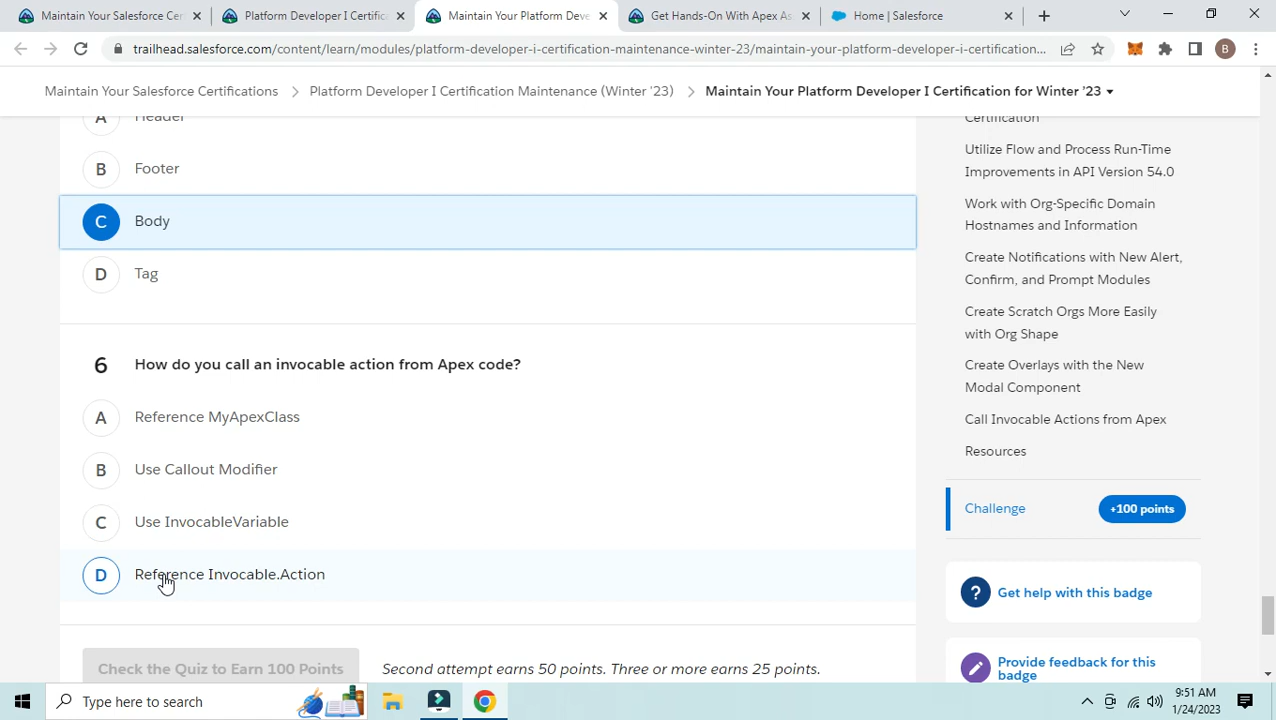 Maintain Your Salesforce Cer
Platform Developer I Certific
Maintain Your Platform Deve
Get Hands-On With Apex As
Home | Salesforce
trailhead.salesforce.com/content/learn/modules/platform-developer-i-certification-maintenance-winter-23/maintain-your-platform-developer-i-certification...
B
Maintain Your Salesforce Certifications
Platform Developer I Certification Maintenance (Winter '23)
Maintain Your Platform Developer I Certification for Winter '23
A Header
B Footer
C Body
D Tag
6 How do you call an invocable action from Apex code?
A Reference MyApexClass
B Use Callout Modifier
C Use InvocableVariable
D Reference Invocable.Action
Check the Quiz to Earn 100 Points
Second attempt earns 50 points. Three or more earns 25 points.
Certification
Utilize Flow and Process Run-Time
Improvements in API Version 54.0
Work with Org-Specific Domain
Hostnames and Information
Create Notifications with New Alert,
Confirm, and Prompt Modules
Create Scratch Orgs More Easily
with Org Shape
Create Overlays with the New
Modal Component
Call Invocable Actions from Apex
Resources
Challenge
+100 points
? Get help with this badge
Provide feedback for this
badge
Type here to search
9:51 AM
1/24/2023